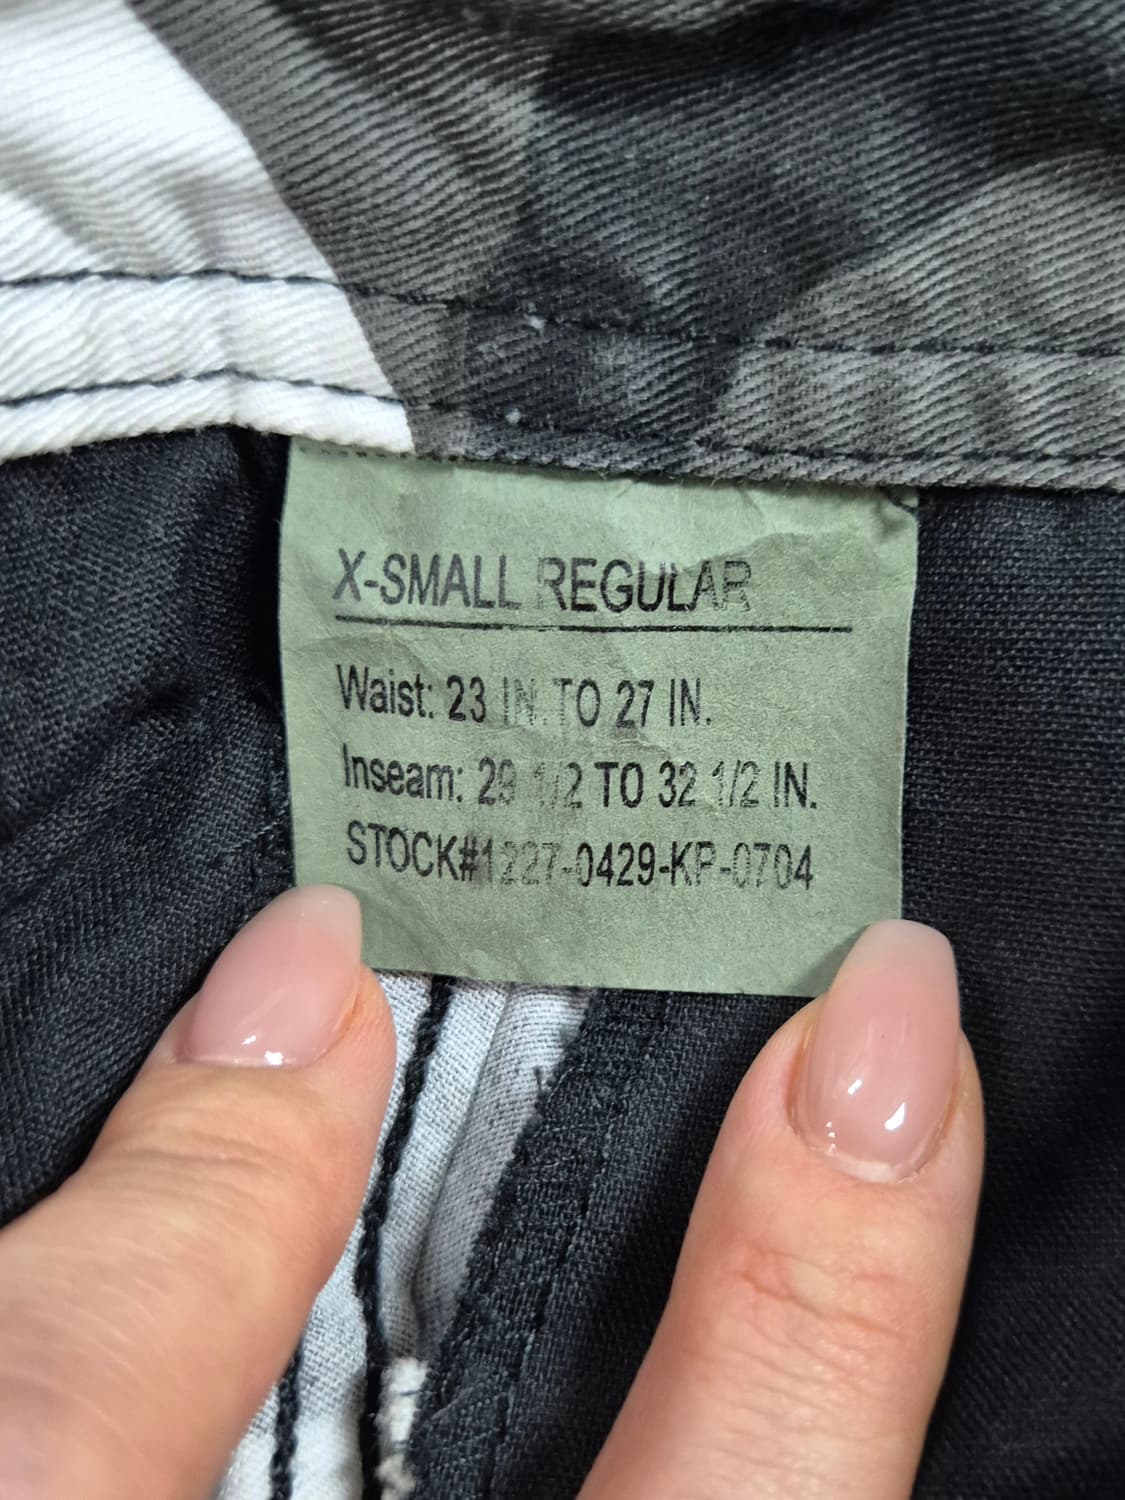 X-SMALL REGULAR
Waist: 23 IN. TO 27 IN.
Inseam: 29 1/2 TO 32 1/2 IN.
STOCK#1227-0429-KP-0704